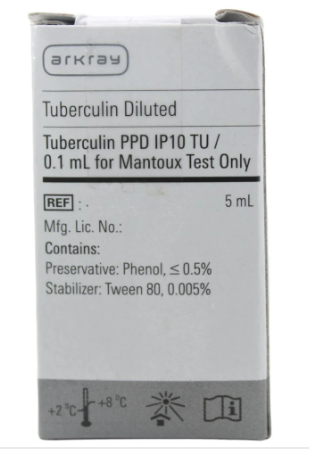 arkray
Tuberculin Diluted
Tuberculin PPD IP10 TU /
0.1 mL for Mantoux Test Only
REF : . 5 mL
Mfg. Lic. No.:
Contains:
Preservative: Phenol, ≤ 0.5%
Stabilizer: Tween 80, 0.005%
+2 °C +8 °C i